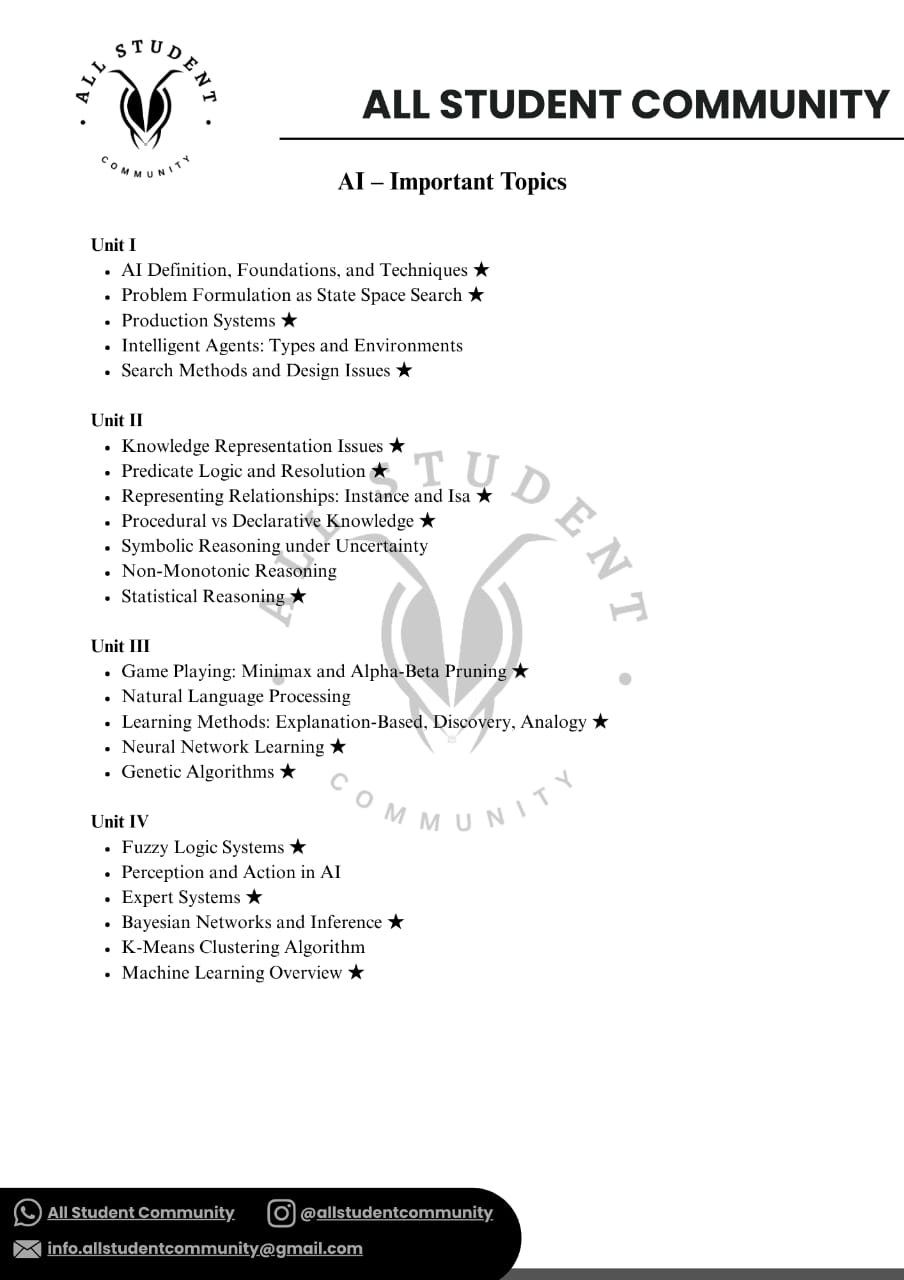 ALL STUDENT
COMMUNITY
ALL STUDENT COMMUNITY
AI – Important Topics
Unit I
• AI Definition, Foundations, and Techniques ★
• Problem Formulation as State Space Search ★
• Production Systems ★
• Intelligent Agents: Types and Environments
• Search Methods and Design Issues ★
Unit II
• Knowledge Representation Issues ★
• Predicate Logic and Resolution ★
• Representing Relationships: Instance and Isa ★
• Procedural vs Declarative Knowledge ★
• Symbolic Reasoning under Uncertainty
• Non-Monotonic Reasoning
• Statistical Reasoning ★
Unit III
• Game Playing: Minimax and Alpha-Beta Pruning ★
• Natural Language Processing
• Learning Methods: Explanation-Based, Discovery, Analogy ★
• Neural Network Learning ★
• Genetic Algorithms ★
Unit IV
• Fuzzy Logic Systems ★
• Perception and Action in AI
• Expert Systems ★
• Bayesian Networks and Inference ★
• K-Means Clustering Algorithm
• Machine Learning Overview ★
ALL STUDENT
COMMUNITY
All Student Community @allstudentcommunity
info.allstudentcommunity@gmail.com